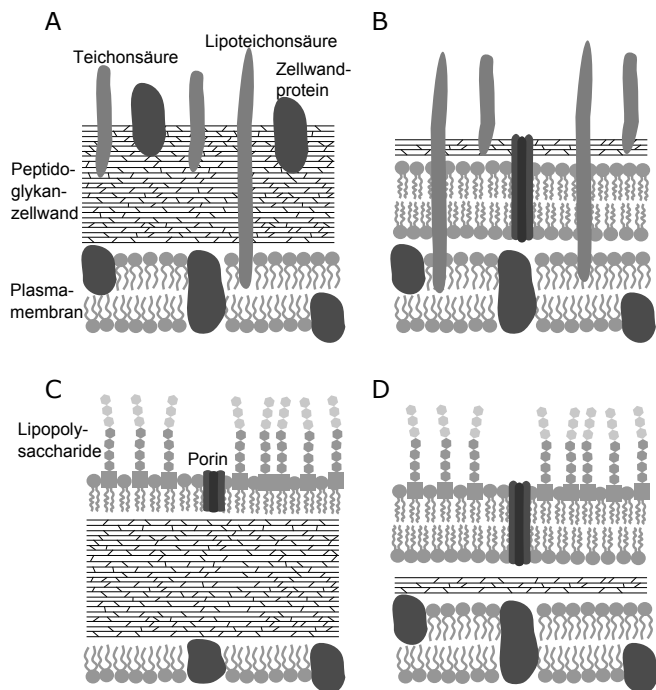 A
Teichonsäure
Lipoteichonsäure
Zellwand-
protein
Peptido-
glykan-
zellwand
Plasma-
membran
B
C
Lipopoly-
saccharide
Porin
D